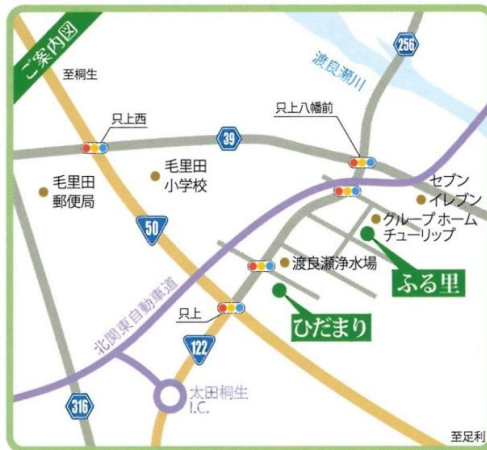 ご案内図
至桐生
256
渡良瀬川
只上西
只上八幡前
39
毛里田
郵便局
毛里田
小学校
セブン
イレブン
グループホーム
チューリップ
50
ふる里
渡良瀬浄水場
北関東自動車道
ひだまり
只上
122
太田桐生
I.C.
316
至足利